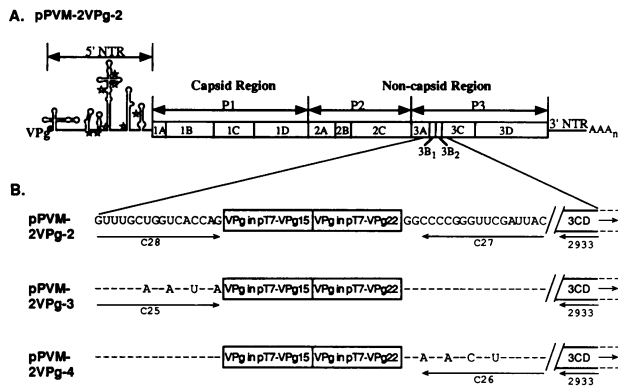 A. pPVM-2VPg-2
5' NTR
Capsid Region
Non-capsid Region
P1
P2
P3
VPg
1A 1B 1C 1D 2A 2B 2C 3A 3C 3D
3' NTR
AAAn
3B1 3B2
B.
pPVM-2VPg-2
GUUUGCUGGUCACCAG VPg in pT7-VPg15 VPg in pT7-VPg22 GGCCCCGGGUUCGAUUAC // 3CD
C28 C27 2933
pPVM-2VPg-3
-----A--A--U--A VPg in pT7-VPg15 VPg in pT7-VPg22 ------------------ // 3CD
C25 2933
pPVM-2VPg-4
---------------- VPg in pT7-VPg15 VPg in pT7-VPg22 --A--A--C--U----- // 3CD
C26 2933